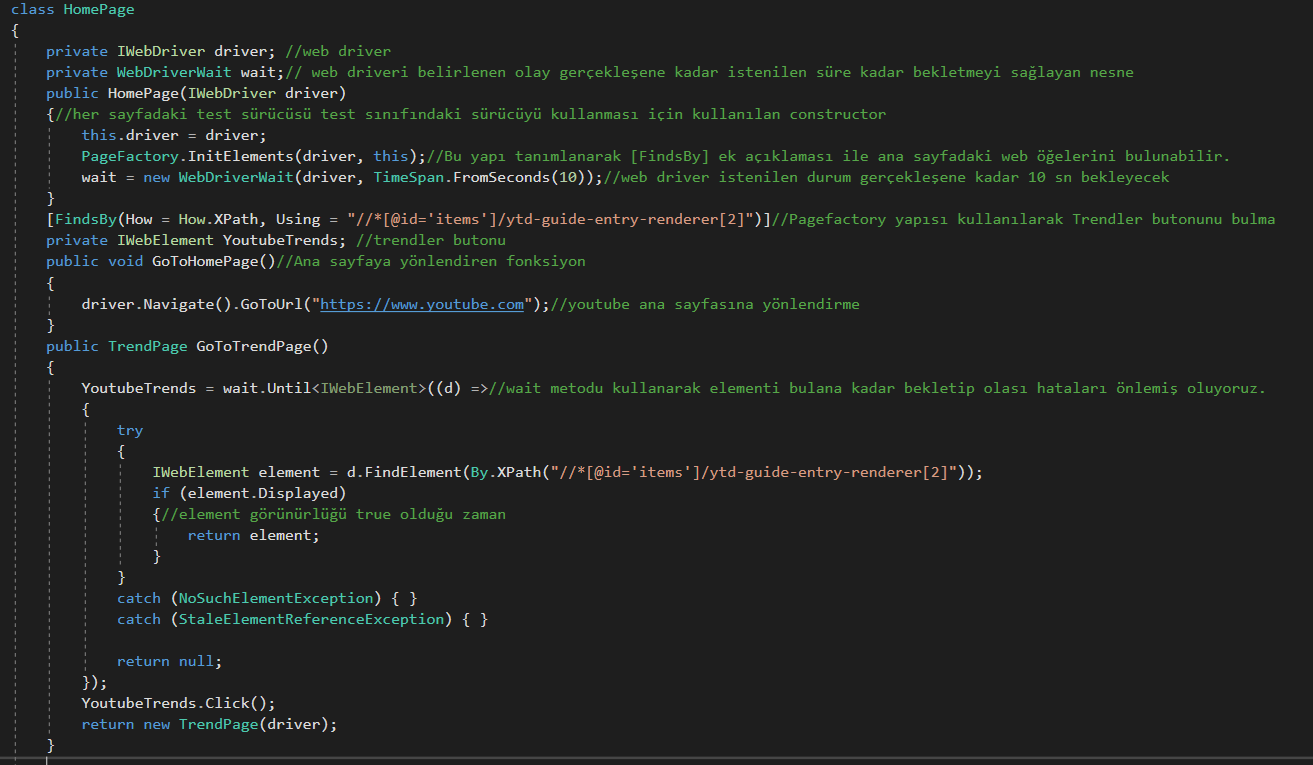 class HomePage
{
private IWebDriver driver; //web driver
private WebDriverWait wait;// web driveri belirlenen olay gerçekleşene kadar istenilen süre kadar bekletmeyi sağlayan nesne
public HomePage(IWebDriver driver)
{//her sayfadaki test sürücüsü test sınıfındaki sürücüyü kullanması için kullanılan constructor
this.driver = driver;
PageFactory.InitElements(driver, this);//Bu yapı tanımlanarak [FindsBy] ek açıklaması ile ana sayfadaki web öğelerini bulunabilir.
wait = new WebDriverWait(driver, TimeSpan.FromSeconds(10));//web driver istenilen durum gerçekleşene kadar 10 sn bekleyecek
}
[FindsBy(How = How.XPath, Using = "//*[@id='items']/ytd-guide-entry-renderer[2]")]//Pagefactory yapısı kullanılarak Trendler butonunu bulma
private IWebElement YoutubeTrends; //trendler butonu
public void GoToHomePage()//Ana sayfaya yönlendiren fonksiyon
{
driver.Navigate().GoToUrl("https://www.youtube.com");//youtube ana sayfasına yönlendirme
}
public TrendPage GoToTrendPage()
{
YoutubeTrends = wait.Until<IWebElement>((d) =>//wait metodu kullanarak elementi bulana kadar bekletip olası hataları önlemiş oluyoruz.
{
try
{
IWebElement element = d.FindElement(By.XPath("//*[@id='items']/ytd-guide-entry-renderer[2]"));
if (element.Displayed)
{//element görünürlüğü true olduğu zaman
return element;
}
}
catch (NoSuchElementException) { }
catch (StaleElementReferenceException) { }
return null;
});
YoutubeTrends.Click();
return new TrendPage(driver);
}